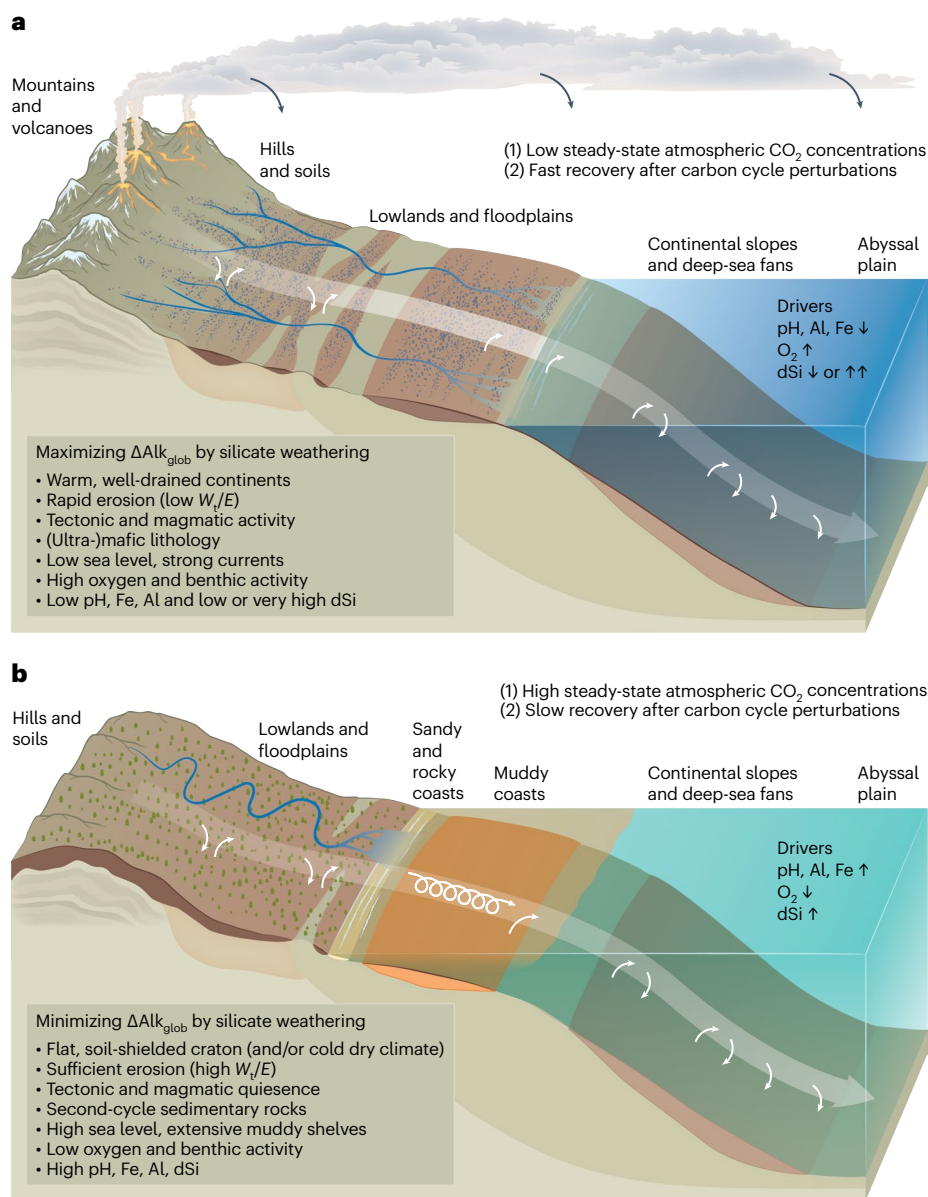 a
Mountains
and
volcanoes
Hills
and soils
(1) Low steady-state atmospheric CO₂ concentrations
(2) Fast recovery after carbon cycle perturbations
Lowlands and floodplains
Continental slopes
and deep-sea fans
Abyssal
plain
Drivers
pH, Al, Fe ↓
O₂ ↑
dSi ↓ or ↑↑
Maximizing ΔAlk_glob by silicate weathering
• Warm, well-drained continents
• Rapid erosion (low Wₜ/E)
• Tectonic and magmatic activity
• (Ultra-)mafic lithology
• Low sea level, strong currents
• High oxygen and benthic activity
• Low pH, Fe, Al and low or very high dSi
b
(1) High steady-state atmospheric CO₂ concentrations
(2) Slow recovery after carbon cycle perturbations
Hills and
soils
Lowlands and
floodplains
Sandy
and
rocky
coasts
Muddy
coasts
Continental slopes
and deep-sea fans
Abyssal
plain
Drivers
pH, Al, Fe ↑
O₂ ↓
dSi ↑
Minimizing ΔAlk_glob by silicate weathering
• Flat, soil-shielded craton (and/or cold dry climate)
• Sufficient erosion (high Wₜ/E)
• Tectonic and magmatic quiesence
• Second-cycle sedimentary rocks
• High sea level, extensive muddy shelves
• Low oxygen and benthic activity
• High pH, Fe, Al, dSi